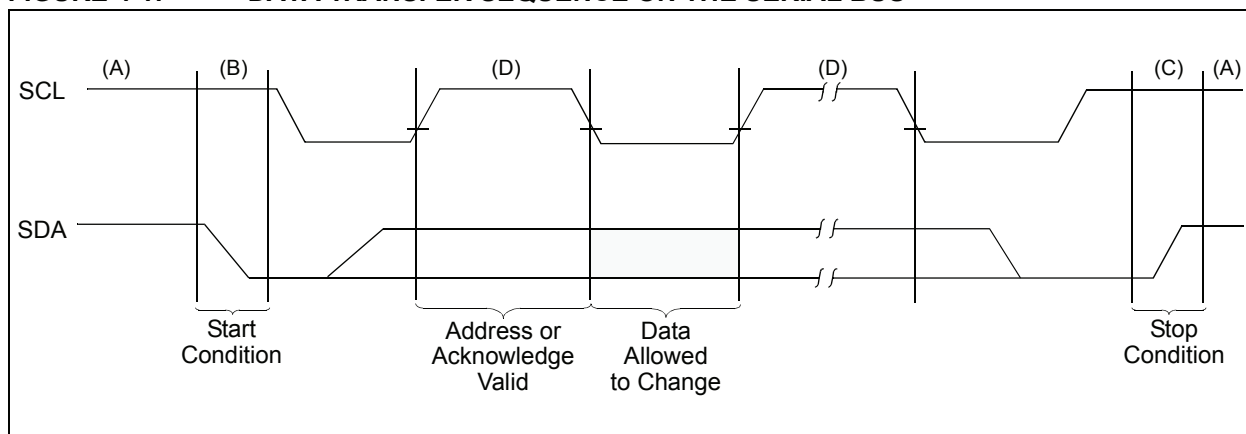 (A) (B) (D) (D) (C) (A)
SCL
SDA
Start
Condition
Address or
Acknowledge
Valid
Data
Allowed
to Change
Stop
Condition